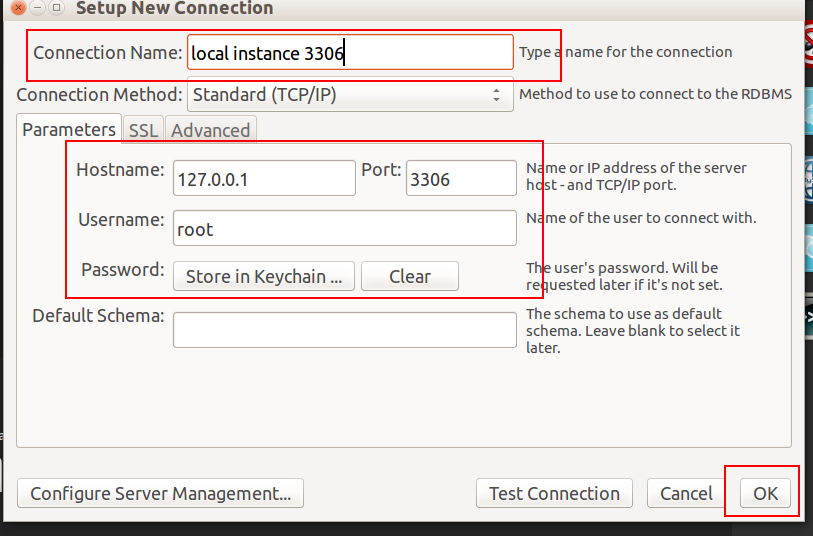 Setup New Connection
Connection Name: local instance 3306 Type a name for the connection
Connection Method: Standard (TCP/IP) Method to use to connect to the RDBMS
Parameters SSL Advanced
Hostname: 127.0.0.1 Port: 3306 Name or IP address of the server
host - and TCP/IP port.
Username: root Name of the user to connect with.
Password: Store in Keychain ... Clear The user's password. Will be
requested later if it's not set.
Default Schema: The schema to use as default
schema. Leave blank to select it
later.
Configure Server Management... Test Connection Cancel OK